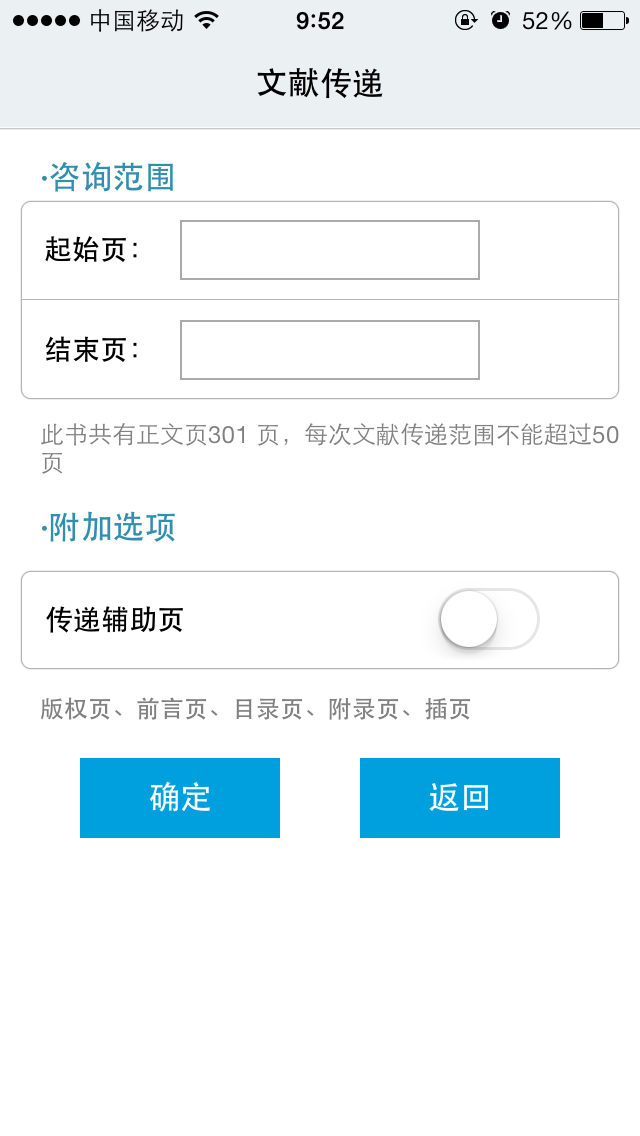 中国移动 9:52 52%
文献传递
·咨询范围
起始页：
结束页：
此书共有正文页301 页，每次文献传递范围不能超过50
页
·附加选项
传递辅助页
版权页、前言页、目录页、附录页、插页
确定 返回